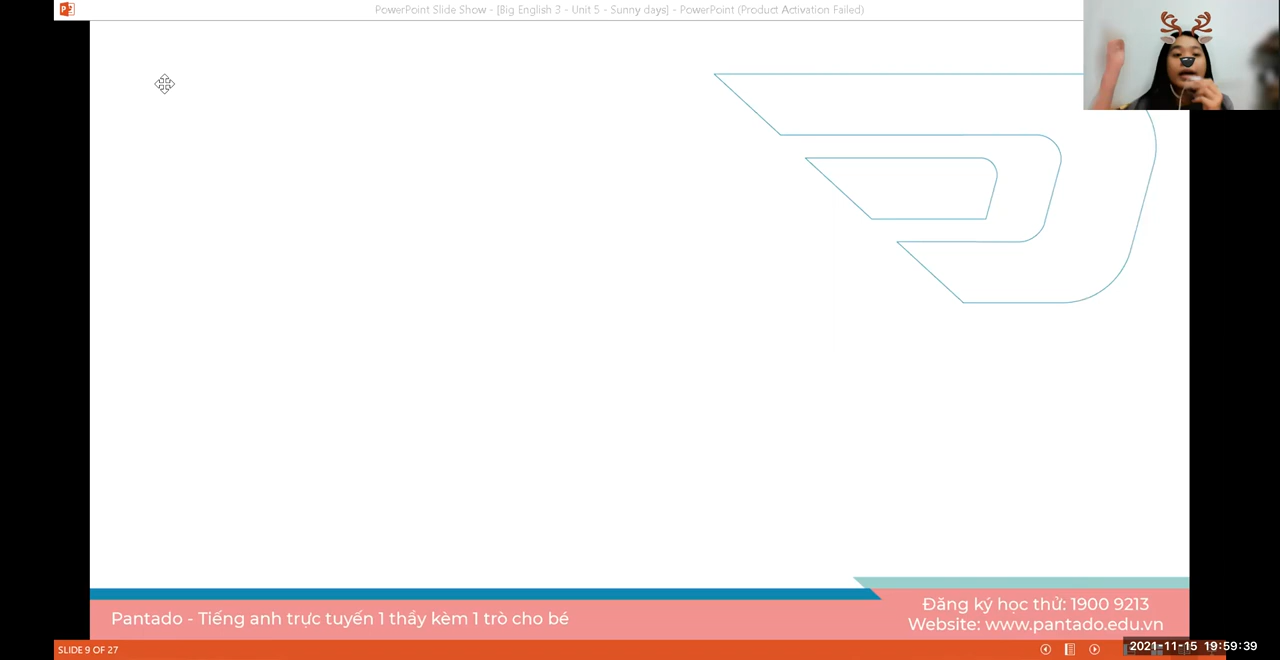 PowerPoint Slide Show - [Big English 3 - Unit 5 - Sunny days] - PowerPoint (Product Activation Failed)
Pantado - Tiếng anh trực tuyến 1 thầy kèm 1 trò cho bé
Đăng ký học thử: 1900 9213
Website: www.pantado.edu.vn
SLIDE 9 OF 27
2021-11-15 19:59:39